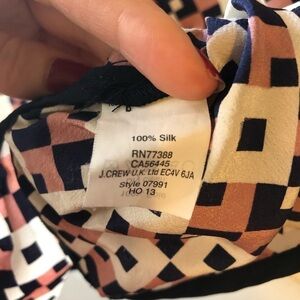 100% Silk
RN77388
CA56445
J.CREW U.K. Ltd EC4V 6JA
Style 07991
HO 13